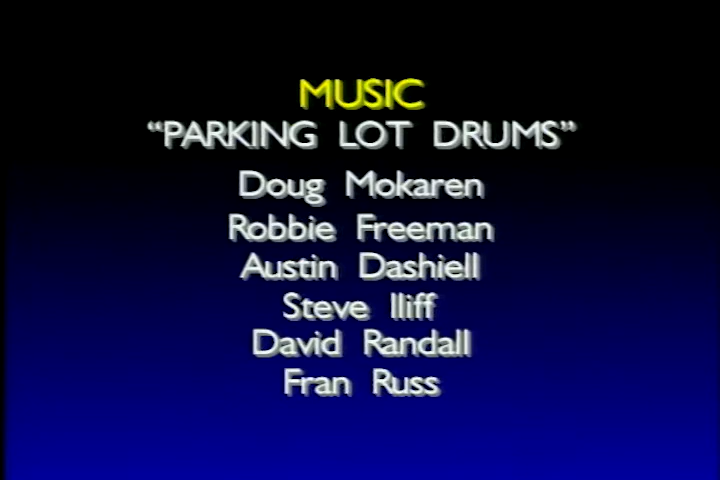 MUSIC
“PARKING LOT DRUMS”
Doug Mokaren
Robbie Freeman
Austin Dashiell
Steve Iliff
David Randall
Fran Russ